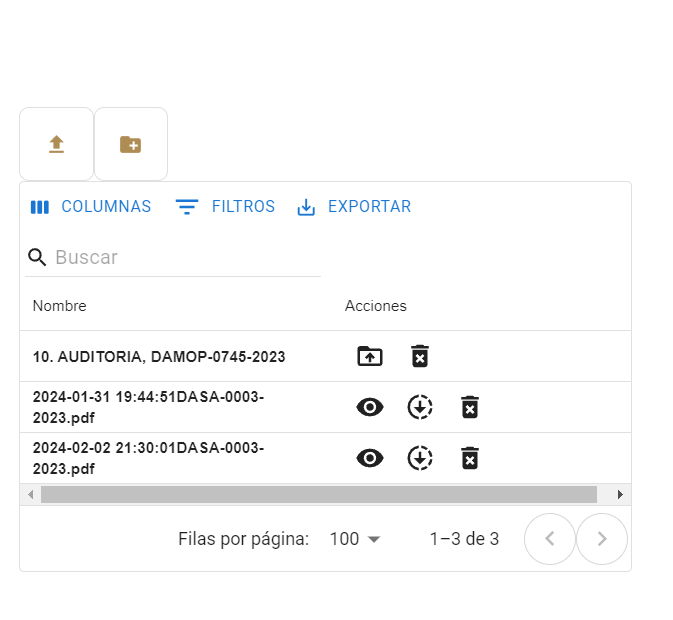 COLUMNAS FILTROS EXPORTAR
Buscar
Nombre Acciones
10. AUDITORIA, DAMOP-0745-2023
2024-01-31 19:44:51DASA-0003-
2023.pdf
2024-02-02 21:30:01DASA-0003-
2023.pdf
Filas por página: 100 1–3 de 3